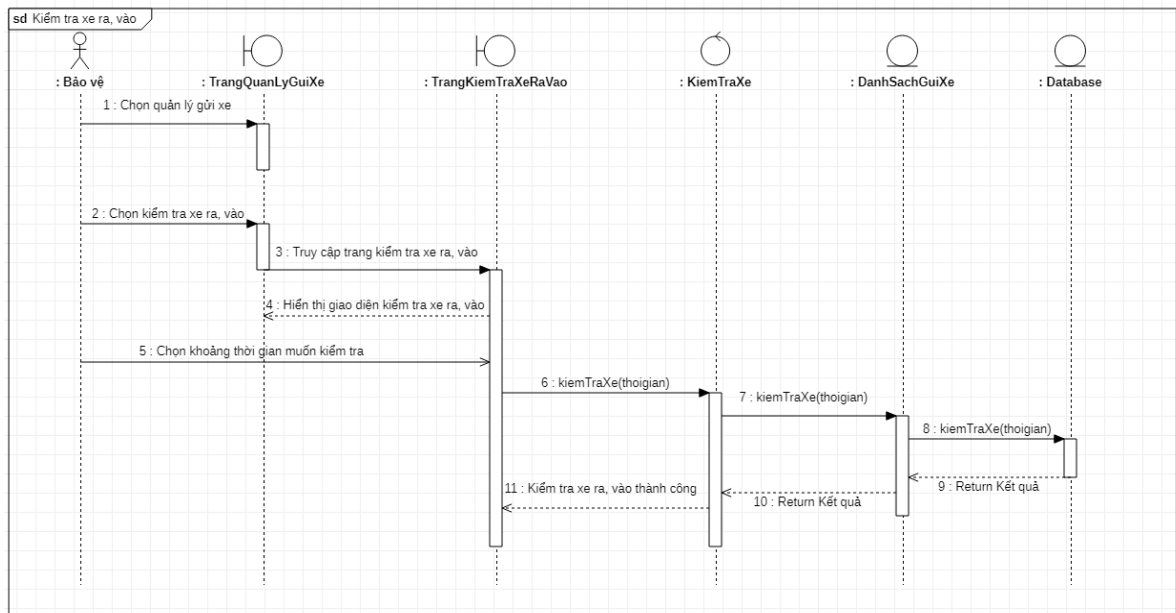 sd Kiểm tra xe ra, vào
: Bảo vệ
: TrangQuanLyGuiXe
: TrangKiemTraXeRaVao
: KiemTraXe
: DanhSachGuiXe
: Database
1 : Chọn quản lý gửi xe
2 : Chọn kiểm tra xe ra, vào
3 : Truy cập trang kiểm tra xe ra, vào
4 : Hiển thị giao diện kiểm tra xe ra, vào
5 : Chọn khoảng thời gian muốn kiểm tra
6 : kiemTraXe(thoigian)
7 : kiemTraXe(thoigian)
8 : kiemTraXe(thoigian)
9 : Return Kết quả
10 : Return Kết quả
11 : Kiểm tra xe ra, vào thành công